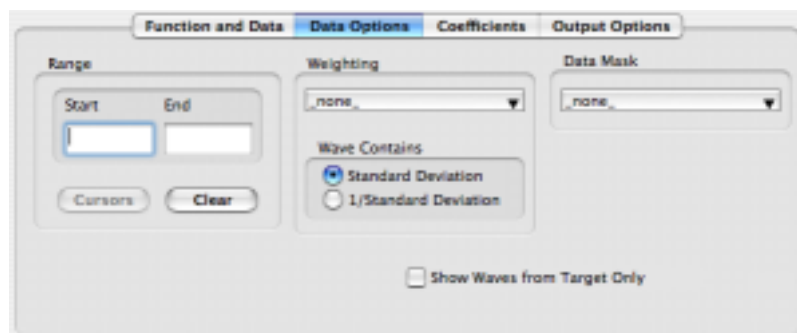 Function and Data Data Options Coefficients Output Options
Range
Start End
Cursors Clear
Weighting
_none_
Wave Contains
Standard Deviation
1/Standard Deviation
Data Mask
_none_
Show Waves from Target Only